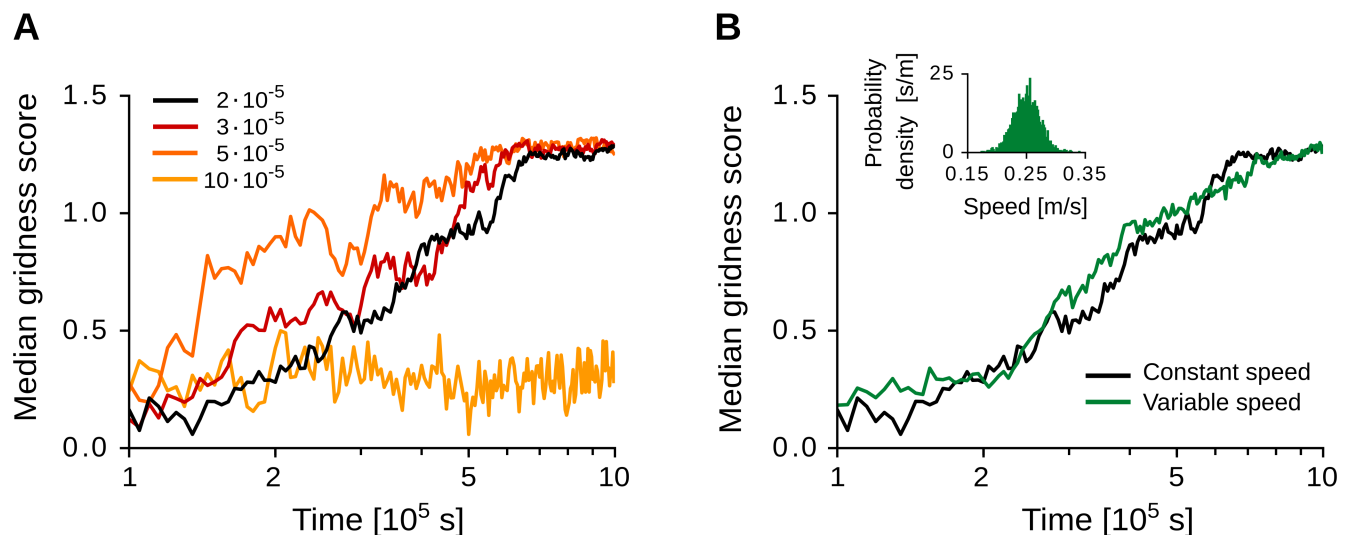 A
Median gridness score
1.5
1.0
0.5
0.0
2·10⁻⁵
3·10⁻⁵
5·10⁻⁵
10·10⁻⁵
1 2 5 10
Time [10⁵ s]
B
Median gridness score
1.5
1.0
0.5
0.0
Probability
density [s/m]
25
0
0.15 0.25 0.35
Speed [m/s]
Constant speed
Variable speed
1 2 5 10
Time [10⁵ s]